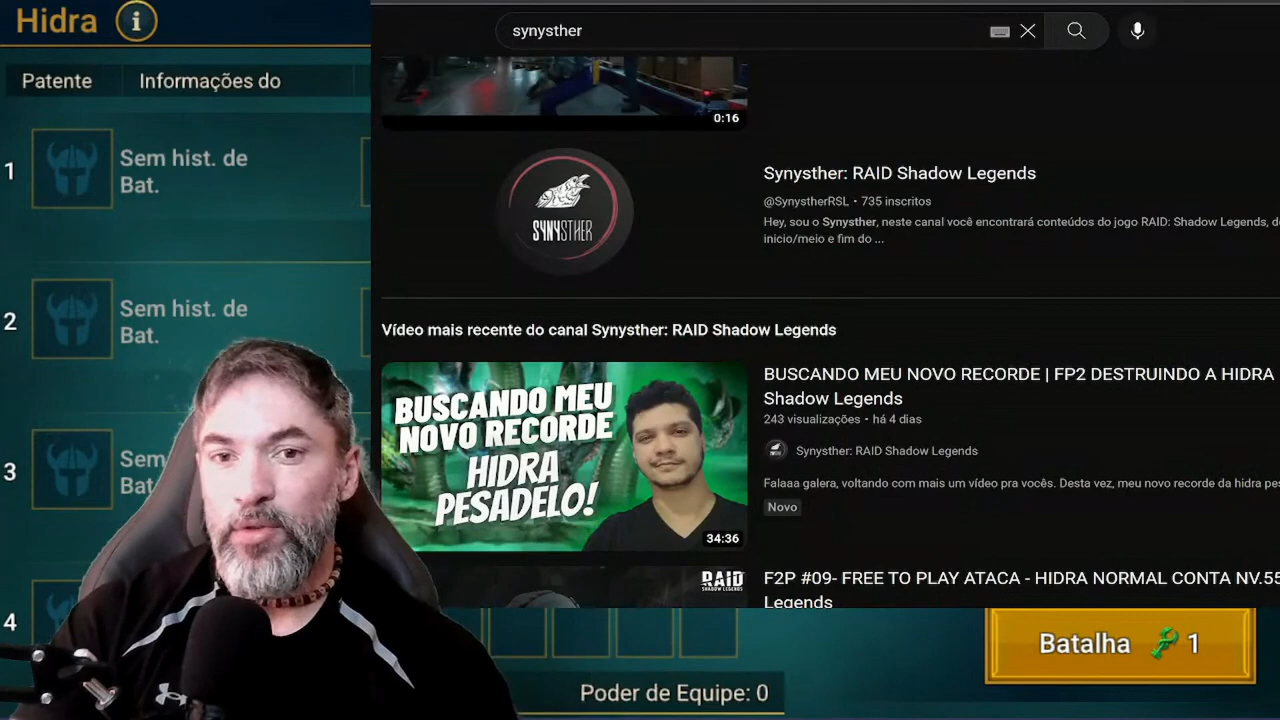 Hidra
i
synysther
Patente
Informações do
0:16
1
Sem hist. de
Bat.
SYNYSTHER
Synysther: RAID Shadow Legends
@SynystherRSL • 735 inscritos
Hey, sou o Synysther, neste canal você encontrará conteúdos do jogo RAID: Shadow Legends, d
inicio/meio e fim do ...
2
Sem hist. de
Bat.
Vídeo mais recente do canal Synysther: RAID Shadow Legends
BUSCANDO MEU
NOVO RECORDE
HIDRA
PESADELO!
34:36
BUSCANDO MEU NOVO RECORDE | FP2 DESTRUINDO A HIDRA
Shadow Legends
243 visualizações • há 4 dias
Synysther: RAID Shadow Legends
Falaaa galera, voltando com mais um vídeo pra vocês. Desta vez, meu novo recorde da hidra pe
Novo
3
Sem
Bat
RAID
SHADOW LEGENDS
F2P #09- FREE TO PLAY ATACA - HIDRA NORMAL CONTA NV.55
Legends
4
Batalha 1
Poder de Equipe: 0